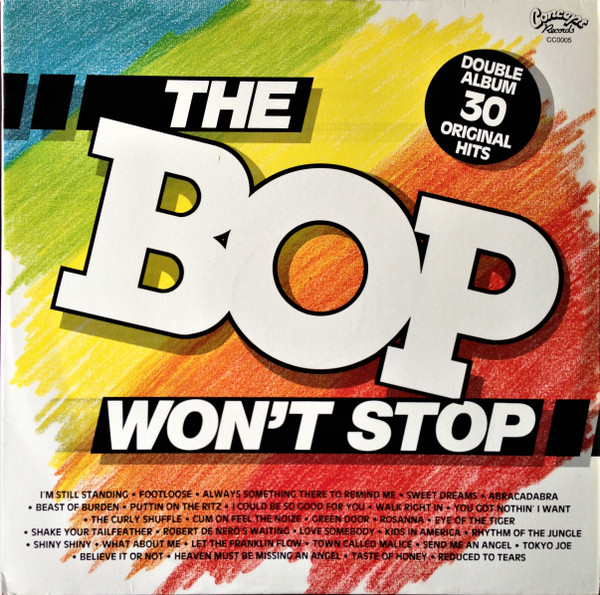 Concept
Records
CC0005
DOUBLE
ALBUM
30
ORIGINAL
HITS
THE
BOP
WON'T STOP
I'M STILL STANDING • FOOTLOOSE • ALWAYS SOMETHING THERE TO REMIND ME • SWEET DREAMS • ABRACADABRA
• BEAST OF BURDEN • PUTTIN ON THE RITZ • I COULD BE SO GOOD FOR YOU • WALK RIGHT IN • YOU GOT NOTHIN' I WANT
• THE CURLY SHUFFLE • CUM ON FEEL THE NOIZE • GREEN DOOR • ROSANNA • EYE OF THE TIGER
• SHAKE YOUR TAILFEATHER • ROBERT DE NERO'S WAITING • LOVE SOMEBODY • KIDS IN AMERICA • RHYTHM OF THE JUNGLE
• SHINY SHINY • WHAT ABOUT ME • LET THE FRANKLIN FLOW • TOWN CALLED MALICE • SEND ME AN ANGEL • TOKYO JOE
• BELIEVE IT OR NOT • HEAVEN MUST BE MISSING AN ANGEL • TASTE OF HONEY • REDUCED TO TEARS